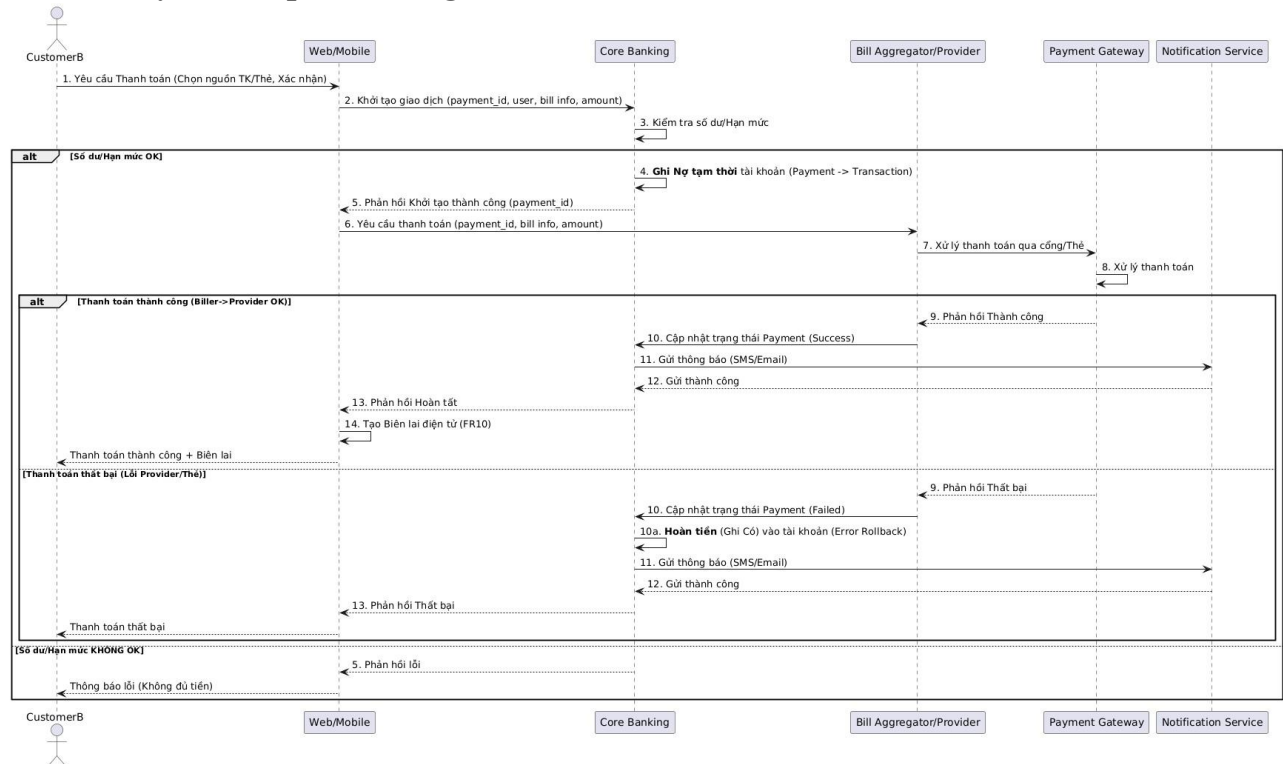 CustomerB
Web/Mobile
Core Banking
Bill Aggregator/Provider
Payment Gateway
Notification Service
1. Yêu cầu Thanh toán (Chọn nguồn TK/Thẻ, Xác nhận)
2. Khởi tạo giao dịch (payment_id, user, bill info, amount)
3. Kiểm tra số dư/Hạn mức
alt [Số dư/Hạn mức OK]
4. Ghi Nợ tạm thời tài khoản (Payment -> Transaction)
5. Phản hồi Khởi tạo thành công (payment_id)
6. Yêu cầu thanh toán (payment_id, bill info, amount)
7. Xử lý thanh toán qua cổng/Thẻ
8. Xử lý thanh toán
alt [Thanh toán thành công (Biller->Provider OK)]
9. Phản hồi Thành công
10. Cập nhật trạng thái Payment (Success)
11. Gửi thông báo (SMS/Email)
12. Gửi thành công
13. Phản hồi Hoàn tất
14. Tạo Biên lai điện tử (FR10)
Thanh toán thành công + Biên lai
[Thanh toán thất bại (Lỗi Provider/Thẻ)]
9. Phản hồi Thất bại
10. Cập nhật trạng thái Payment (Failed)
10a. Hoàn tiền (Ghi Có) vào tài khoản (Error Rollback)
11. Gửi thông báo (SMS/Email)
12. Gửi thành công
13. Phản hồi Thất bại
Thanh toán thất bại
[Số dư/Hạn mức KHÔNG OK]
5. Phản hồi lỗi
Thông báo lỗi (Không đủ tiền)
CustomerB
Web/Mobile
Core Banking
Bill Aggregator/Provider
Payment Gateway
Notification Service